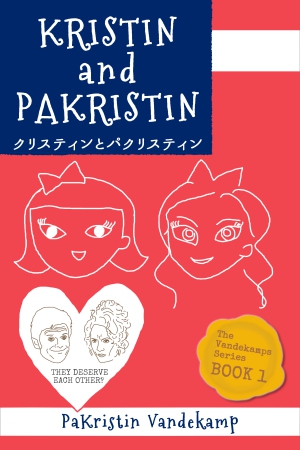 KRISTIN
and
PAKRISTIN
クリスティンとパクリスティン
THEY DESERVE
EACH OTHER?
The
Vandekamps
Series
BOOK 1
PaKristin Vandekamp